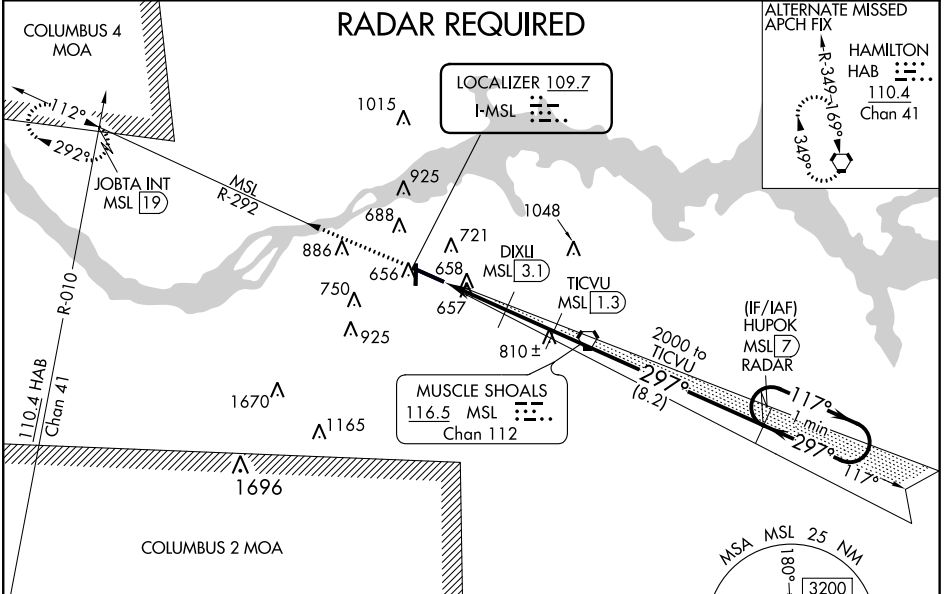 RADAR REQUIRED
COLUMBUS 4
MOA
ALTERNATE MISSED
APCH FIX
HAMILTON
HAB
110.4
Chan 41
R-349
169°
349°
LOCALIZER 109.7
I-MSL
1015
112°
292°
JOBTA INT
MSL 19
MSL
R-292
925
688
886
721
1048
656
658
657
DIXLI
MSL 3.1
TICVU
MSL 1.3
750
925
810 ±
2000 to
TICVU
297°
(8.2)
(IF/IAF)
HUPOK
MSL 7
RADAR
117°
1 min
297°
117°
R-010
110.4 HAB
Chan 41
MUSCLE SHOALS
116.5 MSL
Chan 112
1670
1165
1696
COLUMBUS 2 MOA
MSA MSL 25 NM
180°
3200